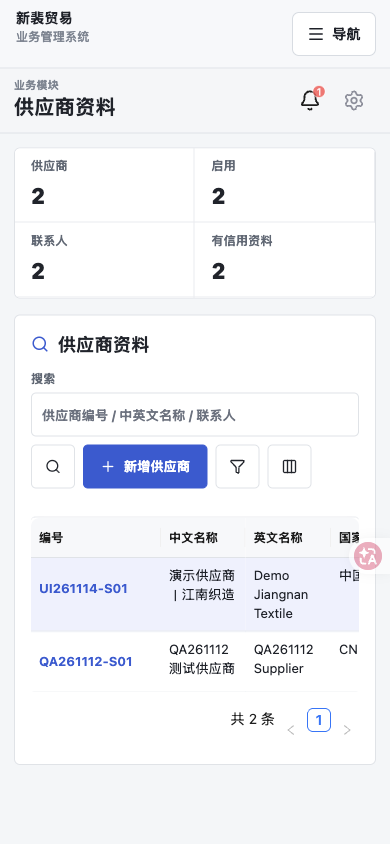 新裴贸易
业务管理系统
导航
业务模块
供应商资料
1
供应商
2
启用
2
联系人
2
有信用资料
2
供应商资料
搜索
供应商编号 / 中英文名称 / 联系人
新增供应商
编号 中文名称 英文名称 国家
UI261114-S01 演示供应商 Demo 中国
| 江南织造 Jiangnan
Textile
QA261112-S01 QA261112 QA261112 CN
测试供应商 Supplier
共 2 条 1